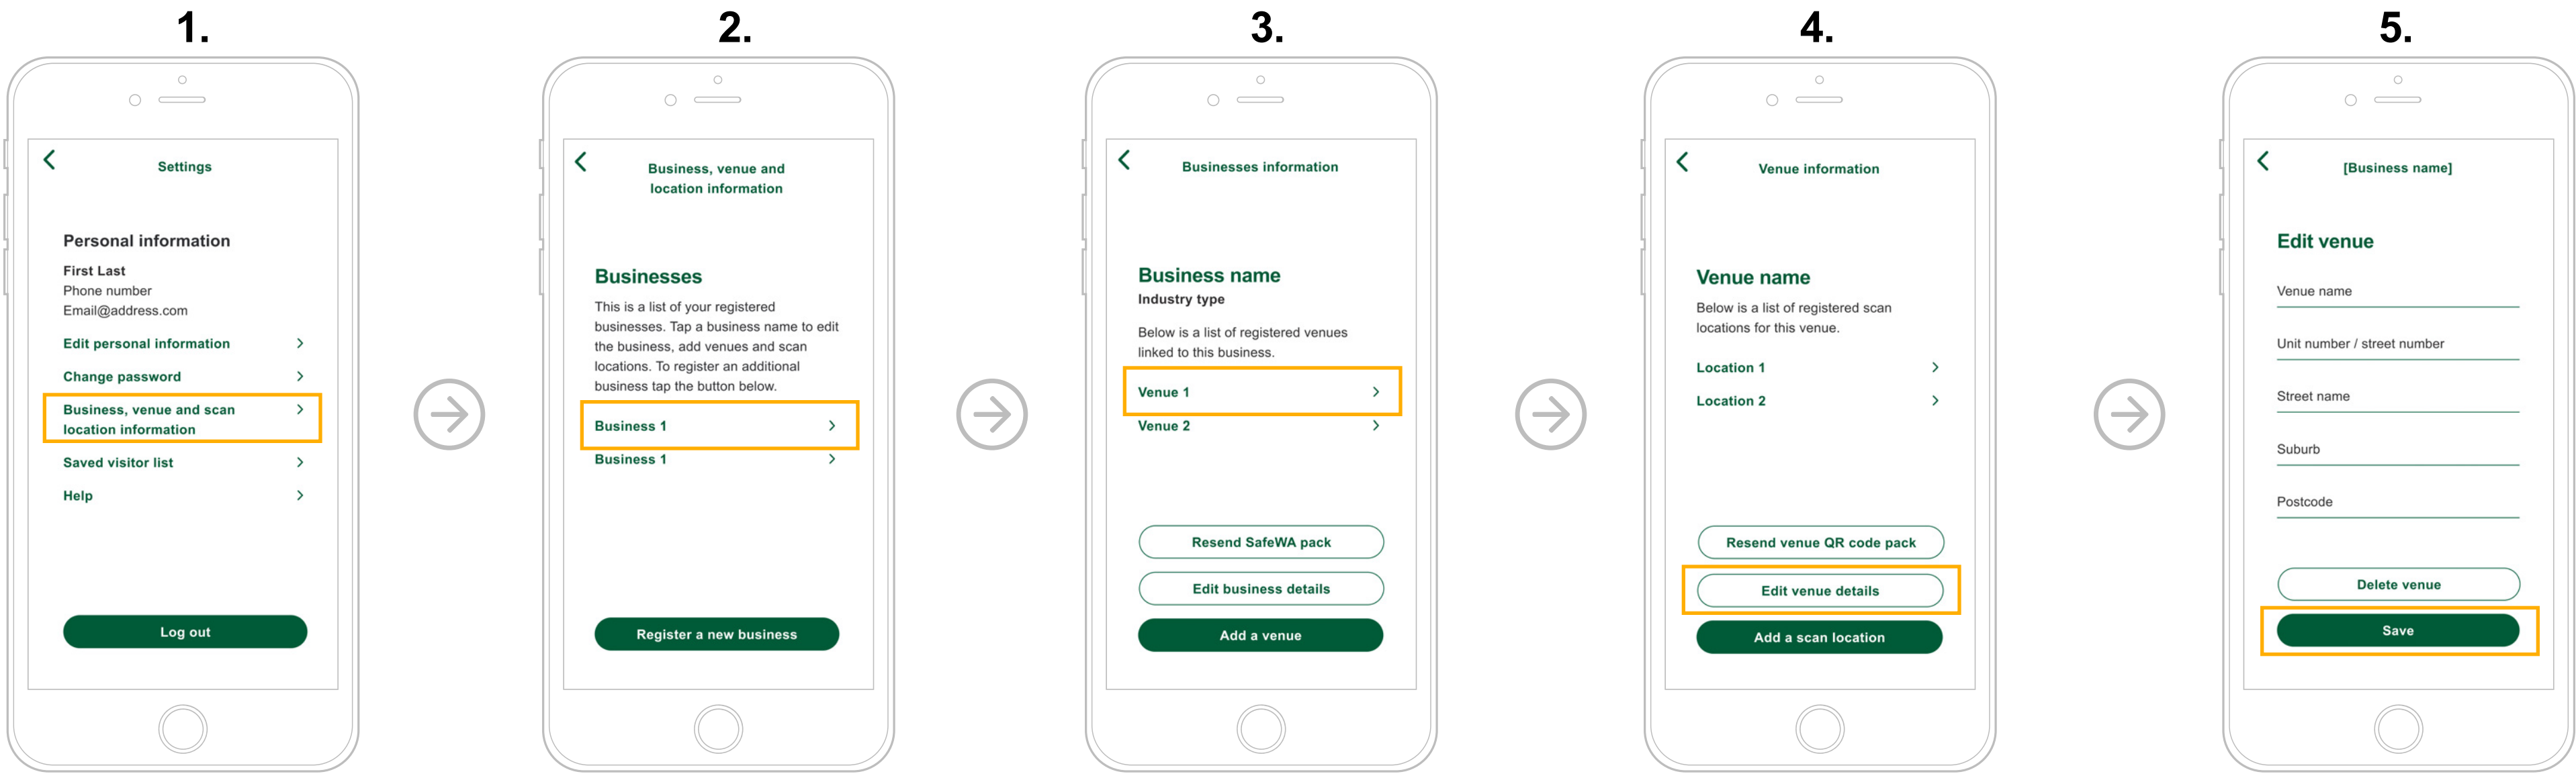 1.
Settings
Personal information
First Last
Phone number
Email@address.com
Edit personal information
Change password
Business, venue and scan
location information
Saved visitor list
Help
Log out
2.
Business, venue and
location information
Businesses
This is a list of your registered
businesses. Tap a business name to edit
the business, add venues and scan
locations. To register an additional
business tap the button below.
Business 1
Business 1
Register a new business
3.
Businesses information
Business name
Industry type
Below is a list of registered venues
linked to this business.
Venue 1
Venue 2
Resend SafeWA pack
Edit business details
Add a venue
4.
Venue information
Venue name
Below is a list of registered scan
locations for this venue.
Location 1
Location 2
Resend venue QR code pack
Edit venue details
Add a scan location
5.
[Business name]
Edit venue
Venue name
Unit number / street number
Street name
Suburb
Postcode
Delete venue
Save